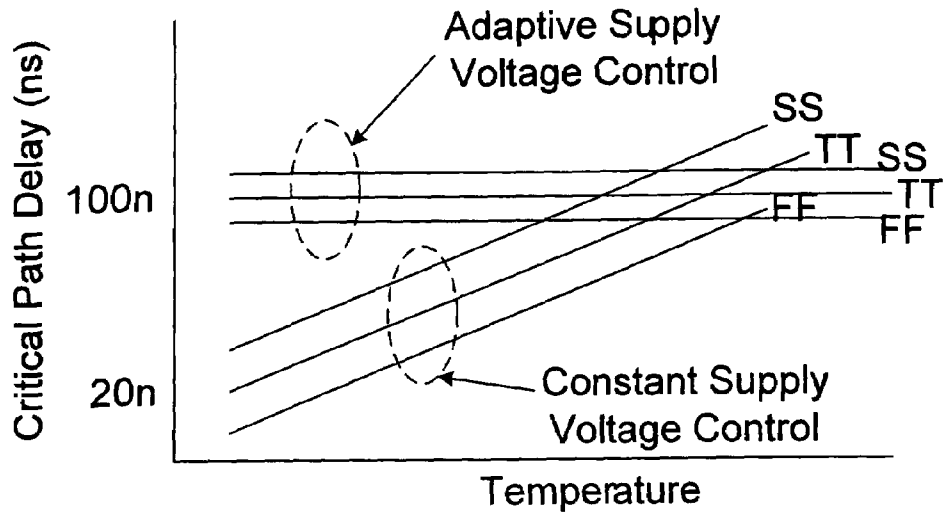 Adaptive Supply
Voltage Control
Critical Path Delay (ns)
SS
TT
SS
100n
TT
FF
FF
20n
Constant Supply
Voltage Control
Temperature